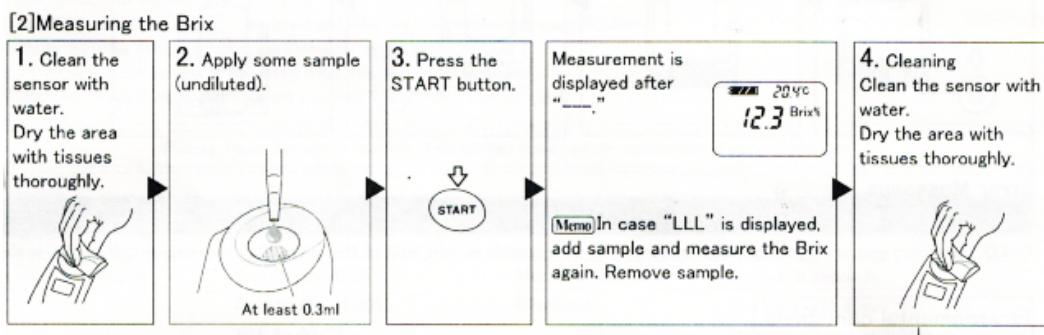 [2]Measuring the Brix
1. Clean the
sensor with
water.
Dry the area
with tissues
thoroughly.
2. Apply some sample
(undiluted).
At least 0.3ml
3. Press the
START button.
START
Measurement is
displayed after
“---.”
20.4°C
12.3 Brix%
Memo In case “LLL” is displayed,
add sample and measure the Brix
again. Remove sample.
4. Cleaning
Clean the sensor with
water.
Dry the area with
tissues thoroughly.